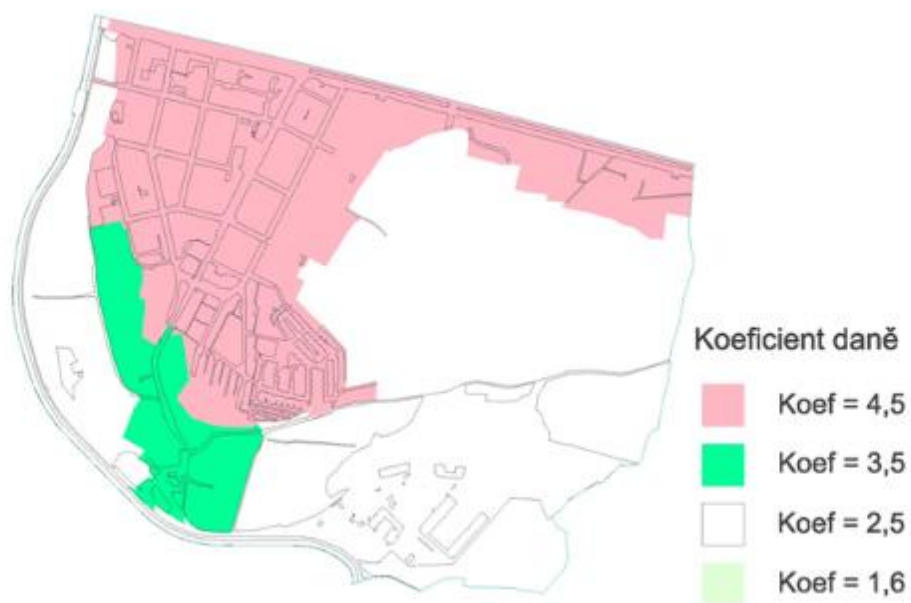 Koeficient daně
Koef = 4,5
Koef = 3,5
Koef = 2,5
Koef = 1,6